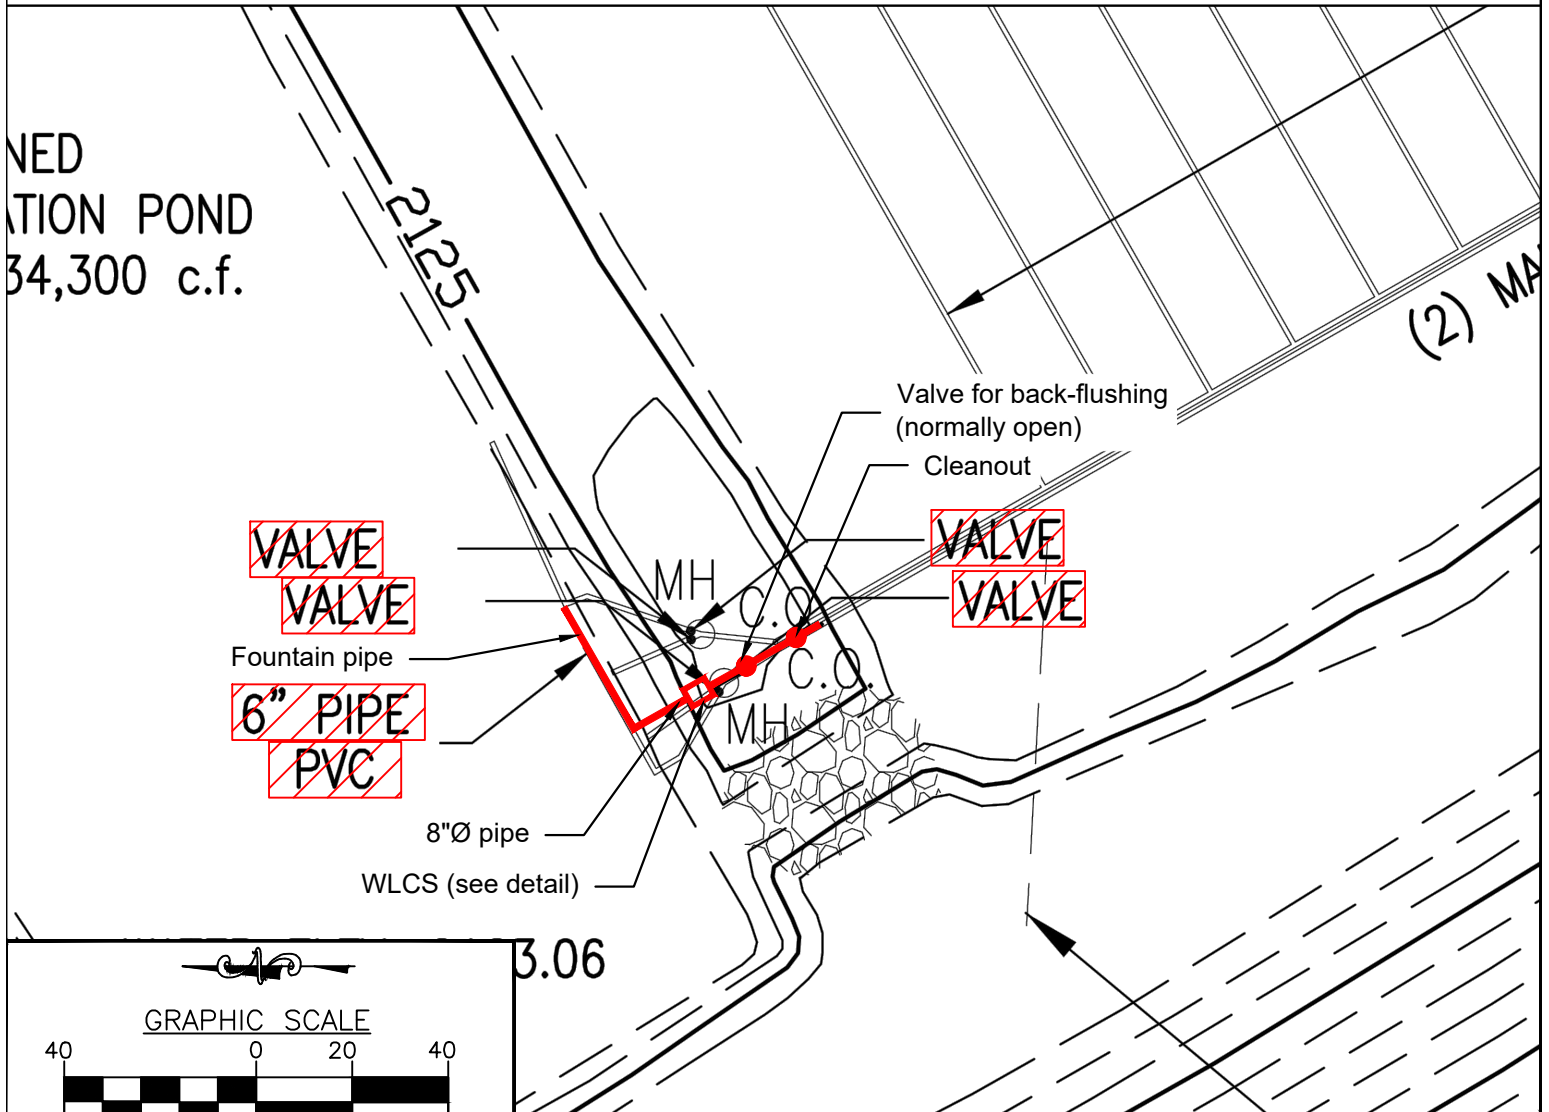 NED
ATION POND
34,300 c.f.
2125
(2)
Valve for back-flushing
(normally open)
Cleanout
VALVE
VALVE
VALVE
VALVE
MH
C.O.
C.O.
MH
Fountain pipe
6” PIPE
PVC
8"Ø pipe
WLCS (see detail)
3.06
GRAPHIC SCALE
40 0 20 40